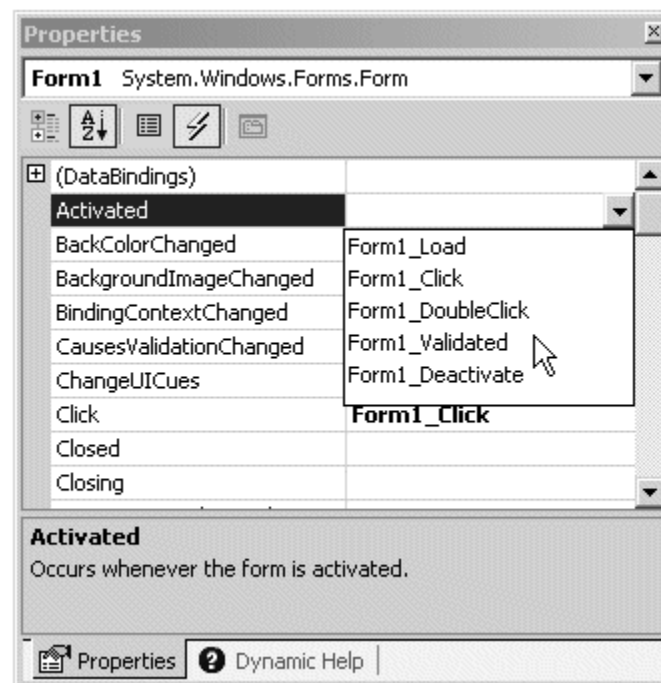 Properties
Form1 System.Windows.Forms.Form
(DataBindings)
Activated
Form1_Load
BackColorChanged
Form1_Click
BackgroundImageChanged
Form1_DoubleClick
BindingContextChanged
Form1_Validated
CausesValidationChanged
Form1_Deactivate
ChangeUICues
Click Form1_Click
Closed
Closing
Activated
Occurs whenever the form is activated.
Properties Dynamic Help